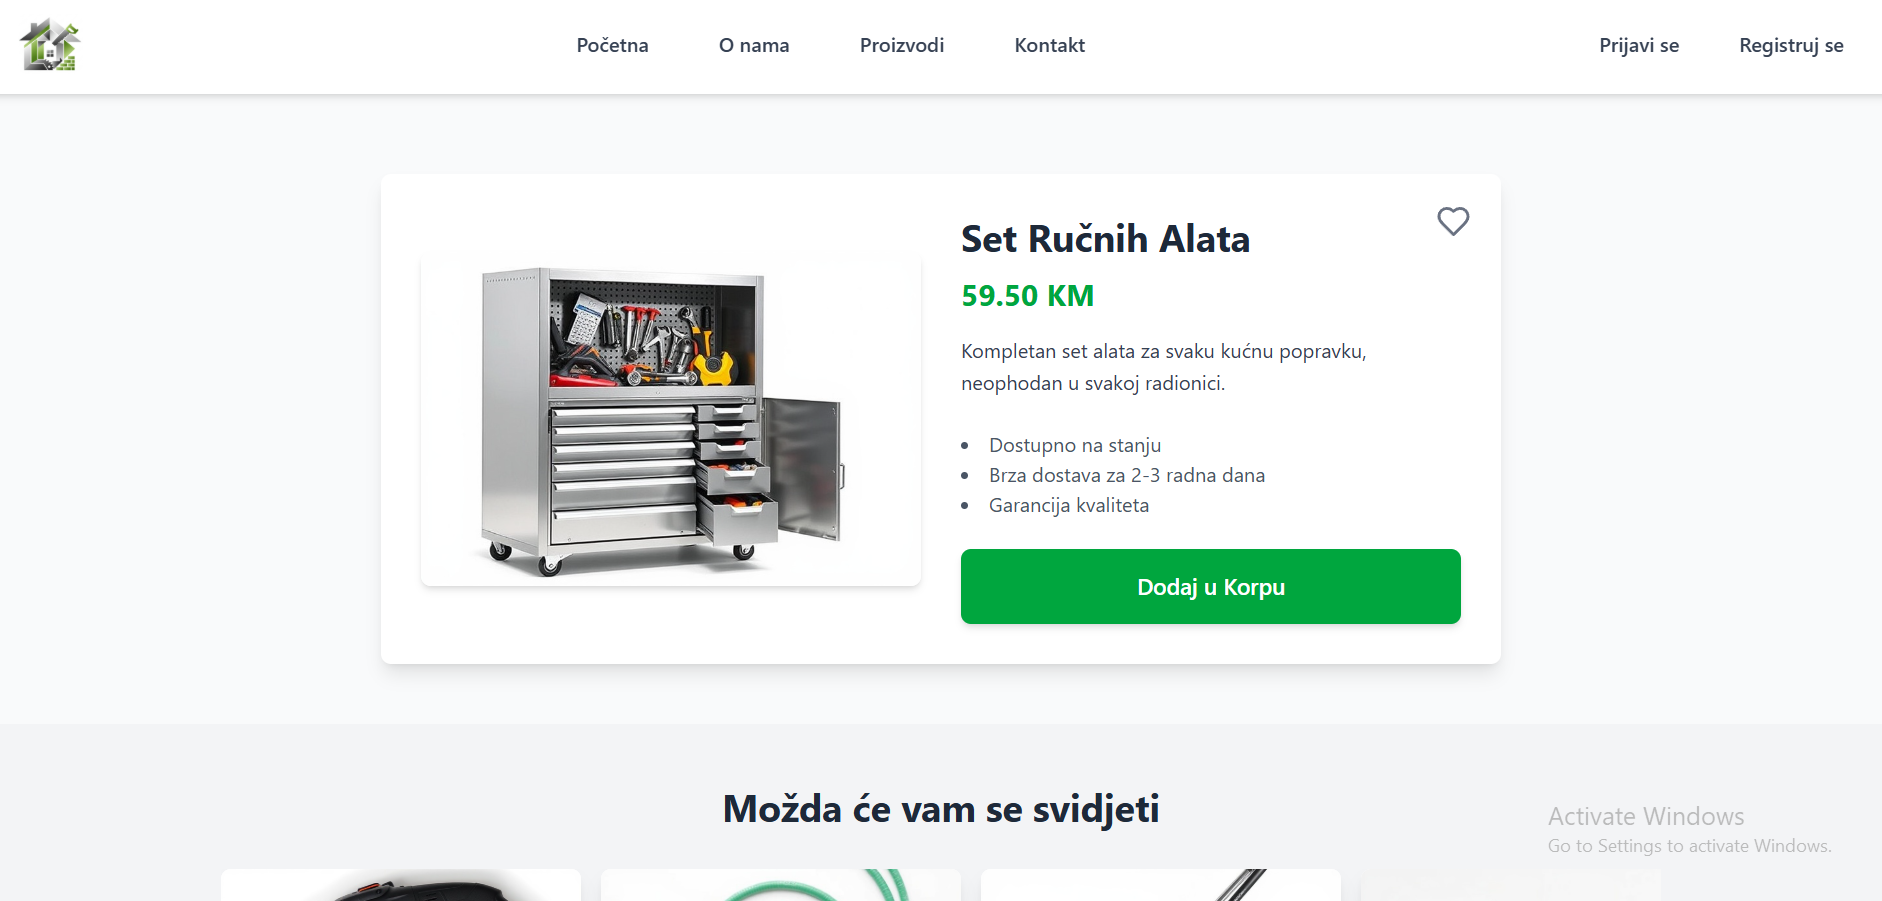 Početna
O nama
Proizvodi
Kontakt
Prijavi se
Registruj se
Set Ručnih Alata
59.50 KM
Kompletan set alata za svaku kućnu popravku,
neophodan u svakoj radionici.
Dostupno na stanju
Brza dostava za 2-3 radna dana
Garancija kvaliteta
Dodaj u Korpu
Možda će vam se svidjeti
Activate Windows
Go to Settings to activate Windows.